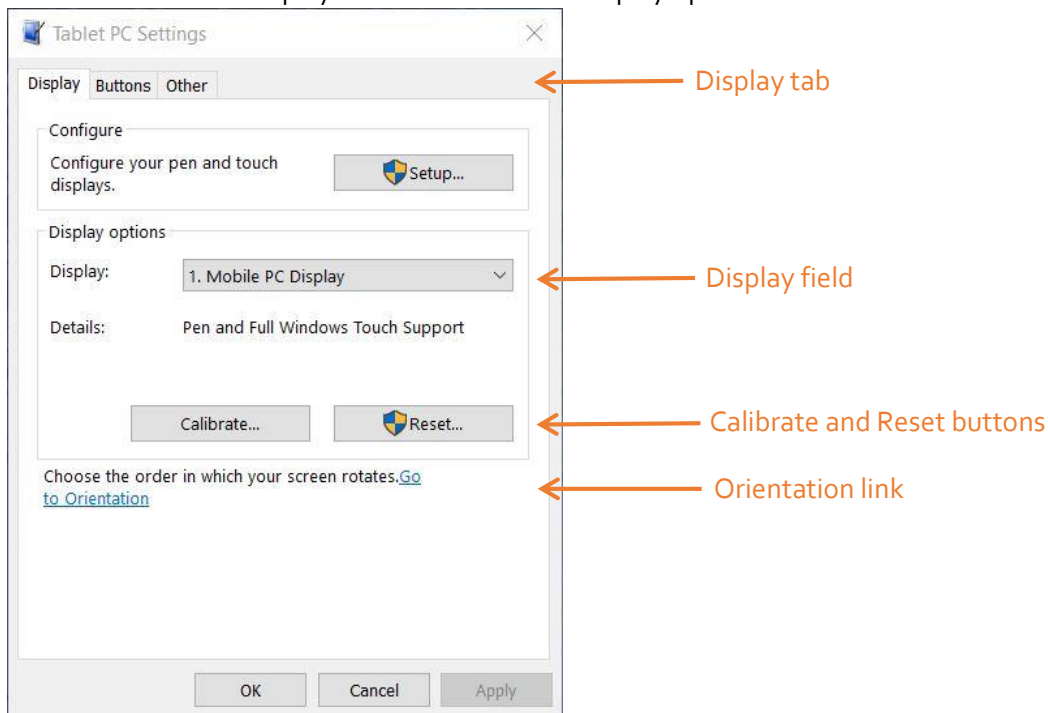 Tablet PC Settings
Display Buttons Other
Display tab
Configure
Configure your pen and touch
displays.
Setup...
Display options
Display:
1. Mobile PC Display
Display field
Details:
Pen and Full Windows Touch Support
Calibrate...
Reset...
Calibrate and Reset buttons
Choose the order in which your screen rotates.Go
to Orientation
Orientation link
OK
Cancel
Apply